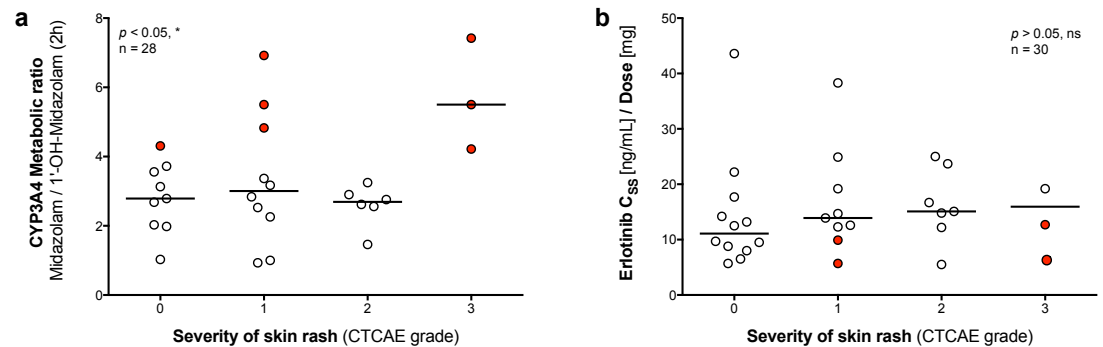 a
p < 0.05, *
n = 28
CYP3A4 Metabolic ratio
Midazolam / 1'-OH-Midazolam (2h)
8
6
4
2
0
0 1 2 3
Severity of skin rash (CTCAE grade)
b
p > 0.05, ns
n = 30
Erlotinib CSS [ng/mL] / Dose [mg]
50
40
30
20
10
0
0 1 2 3
Severity of skin rash (CTCAE grade)